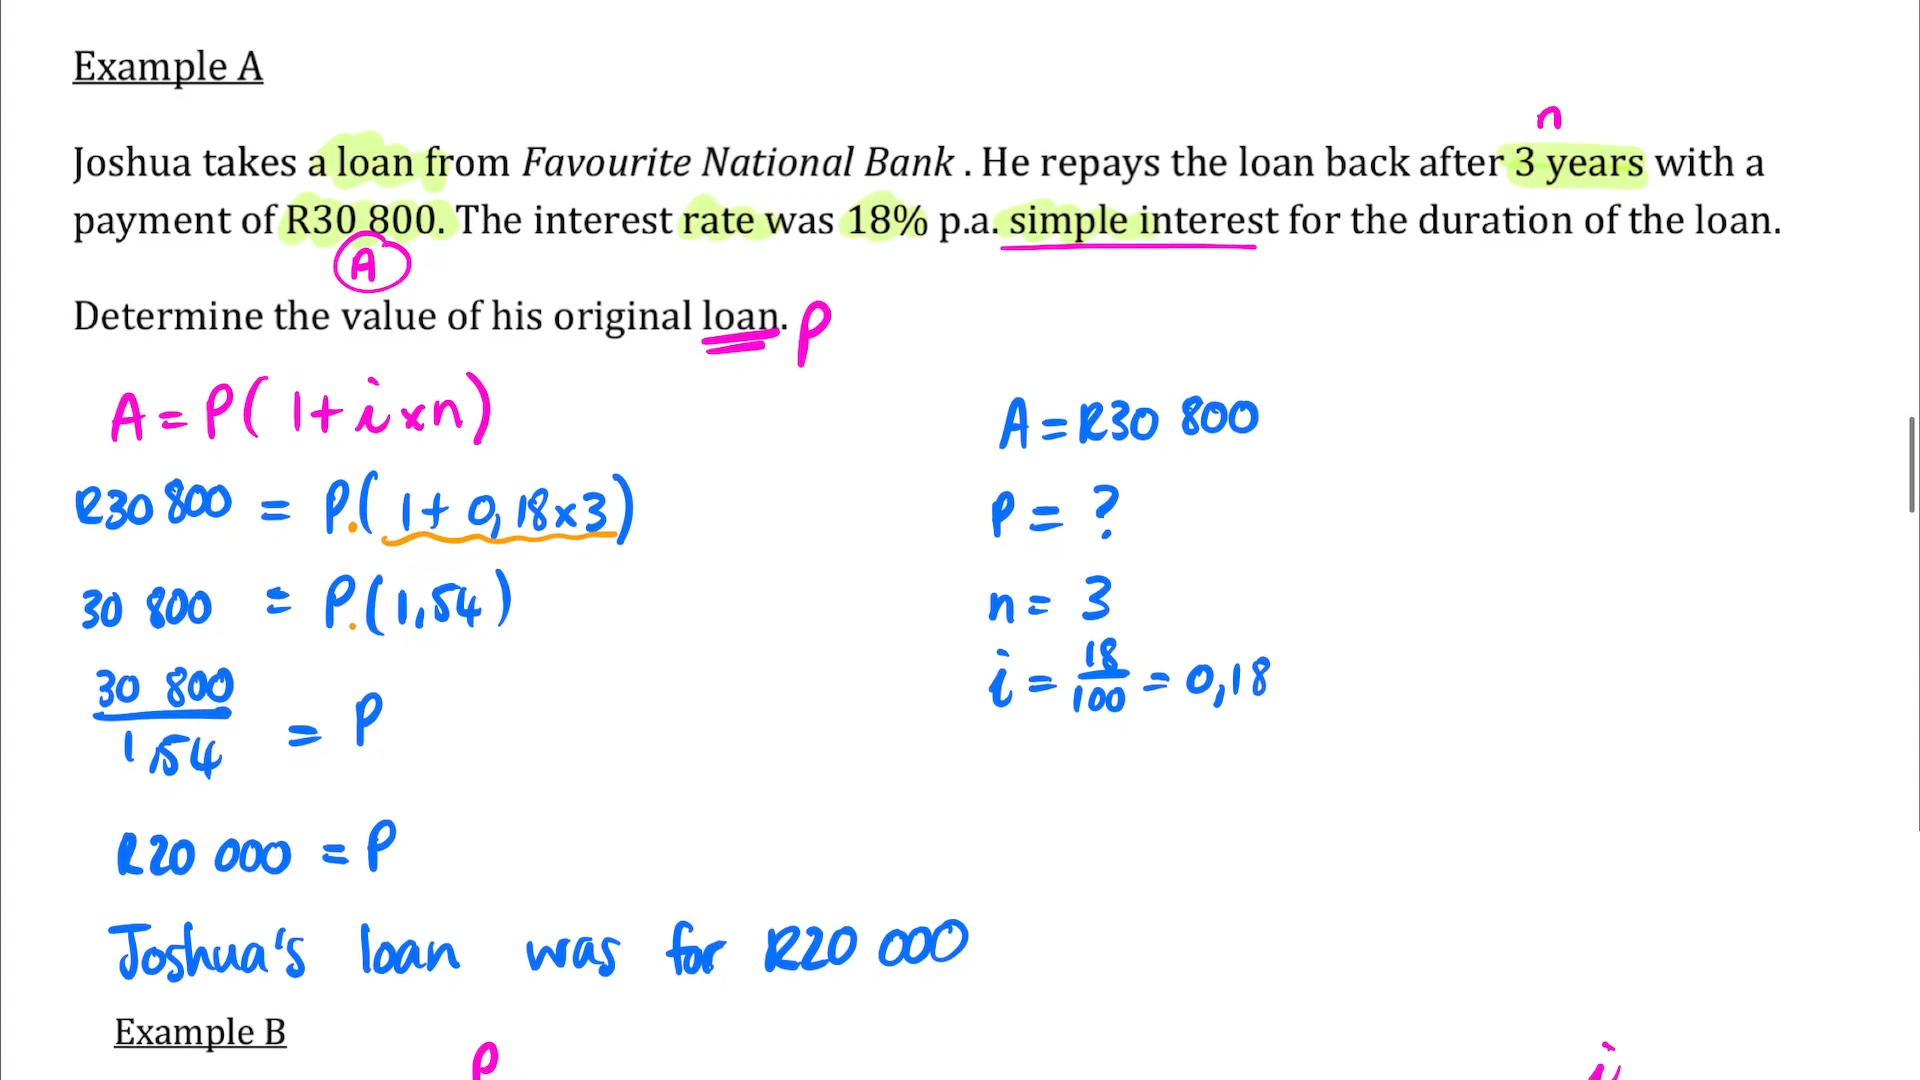 Example A
n
Joshua takes a loan from Favourite National Bank . He repays the loan back after 3 years with a
payment of R30 800. The interest rate was 18% p.a. simple interest for the duration of the loan.
A
Determine the value of his original loan. P
A = P( 1 + i × n)
A = R30 800
R30 800 = P.( 1 + 0,18 × 3)
P = ?
30 800 = P.(1,54)
n = 3
30 800
1,54
= P
i = 18/100 = 0,18
R20 000 = P
Joshua's loan was for R20 000
Example B
P
i